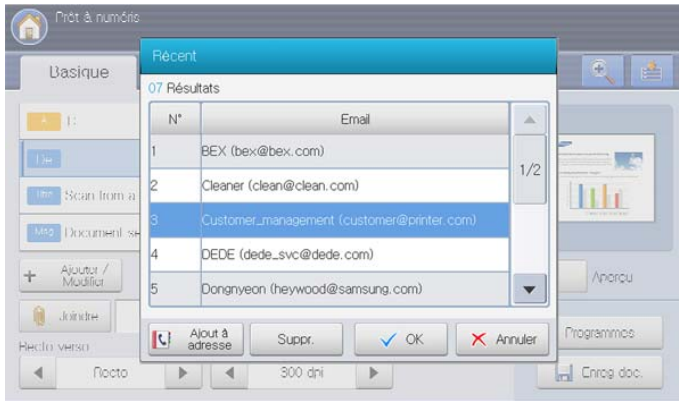 Prêt à numéris
Basique
Récent
07 Résultats
N° Email
1 BEX (bex@bex.com)
2 Cleaner (clean@clean.com)
3 Customer_management (customer@printer.com)
4 DEDE (dede_svc@dede.com)
5 Dongnyeon (heywood@samsung.com)
1/2
A
De
Scan from a
Msg Document se
+ Ajouter / Modifier
Joindre
Recto verso
Recto
300 dpi
Ajout à adresse
Suppr.
OK
Annuler
Aperçu
Programmes
Enreg doc.